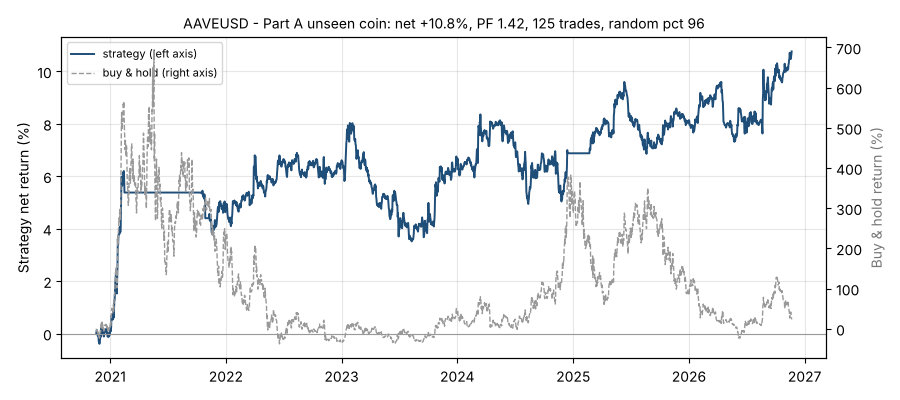 AAVEUSD - Part A unseen coin: net +10.8%, PF 1.42, 125 trades, random pct 96
strategy (left axis)
buy & hold (right axis)
Strategy net return (%)
10
8
6
4
2
0
700
600
500
400
300
200
100
0
Buy & hold return (%)
2021 2022 2023 2024 2025 2026 2027